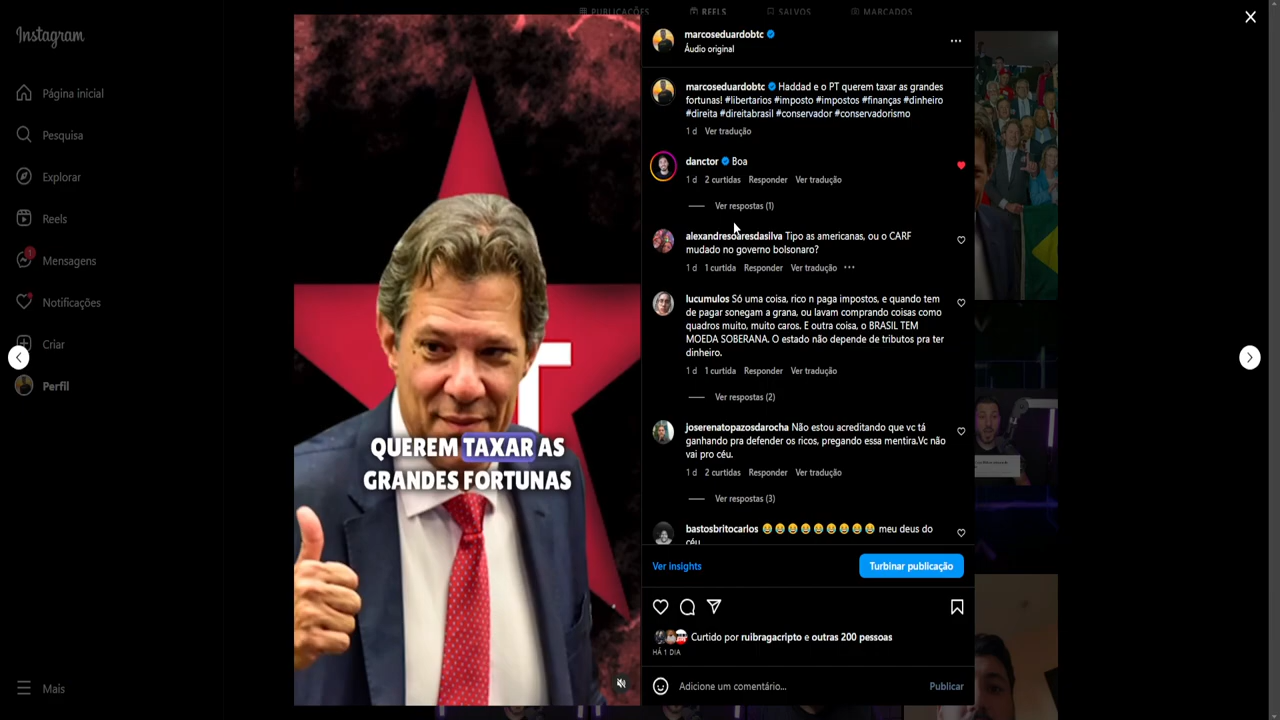 Instagram
Página inicial
Pesquisa
Explorar
Reels
1
Mensagens
Notificações
Criar
Perfil
Mais
PUBLICAÇÕES
REELS
SALVOS
MARCADOS
QUEREM TAXAR AS
GRANDES FORTUNAS
marcoseduardobtc
Áudio original
marcoseduardobtc Haddad e o PT querem taxar as grandes
fortunas! #libertarios #imposto #impostos #finanças #dinheiro
#direita #direitabrasil #conservador #conservadorismo
1 d Ver tradução
danctor Boa
1 d 2 curtidas Responder Ver tradução
Ver respostas (1)
alexandresoaresdasilva Tipo as americanas, ou o CARF
mudado no governo bolsonaro?
1 d 1 curtida Responder Ver tradução
lucumulos Só uma coisa, rico n paga impostos, e quando tem
de pagar sonegam a grana, ou lavam comprando coisas como
quadros muito, muito caros. E outra coisa, o BRASIL TEM
MOEDA SOBERANA. O estado não depende de tributos pra ter
dinheiro.
1 d 1 curtida Responder Ver tradução
Ver respostas (2)
joserenatopazosdarocha Não estou acreditando que vc tá
ganhando pra defender os ricos, pregando essa mentira.Vc não
vai pro céu.
1 d 2 curtidas Responder Ver tradução
Ver respostas (3)
bastosbritocarlos 😂😂😂😂😂😂😂😂😂 meu deus do
céu
Ver insights
Turbinar publicação
Curtido por ruibragacripto e outras 200 pessoas
HÁ 1 DIA
Adicione um comentário...
Publicar